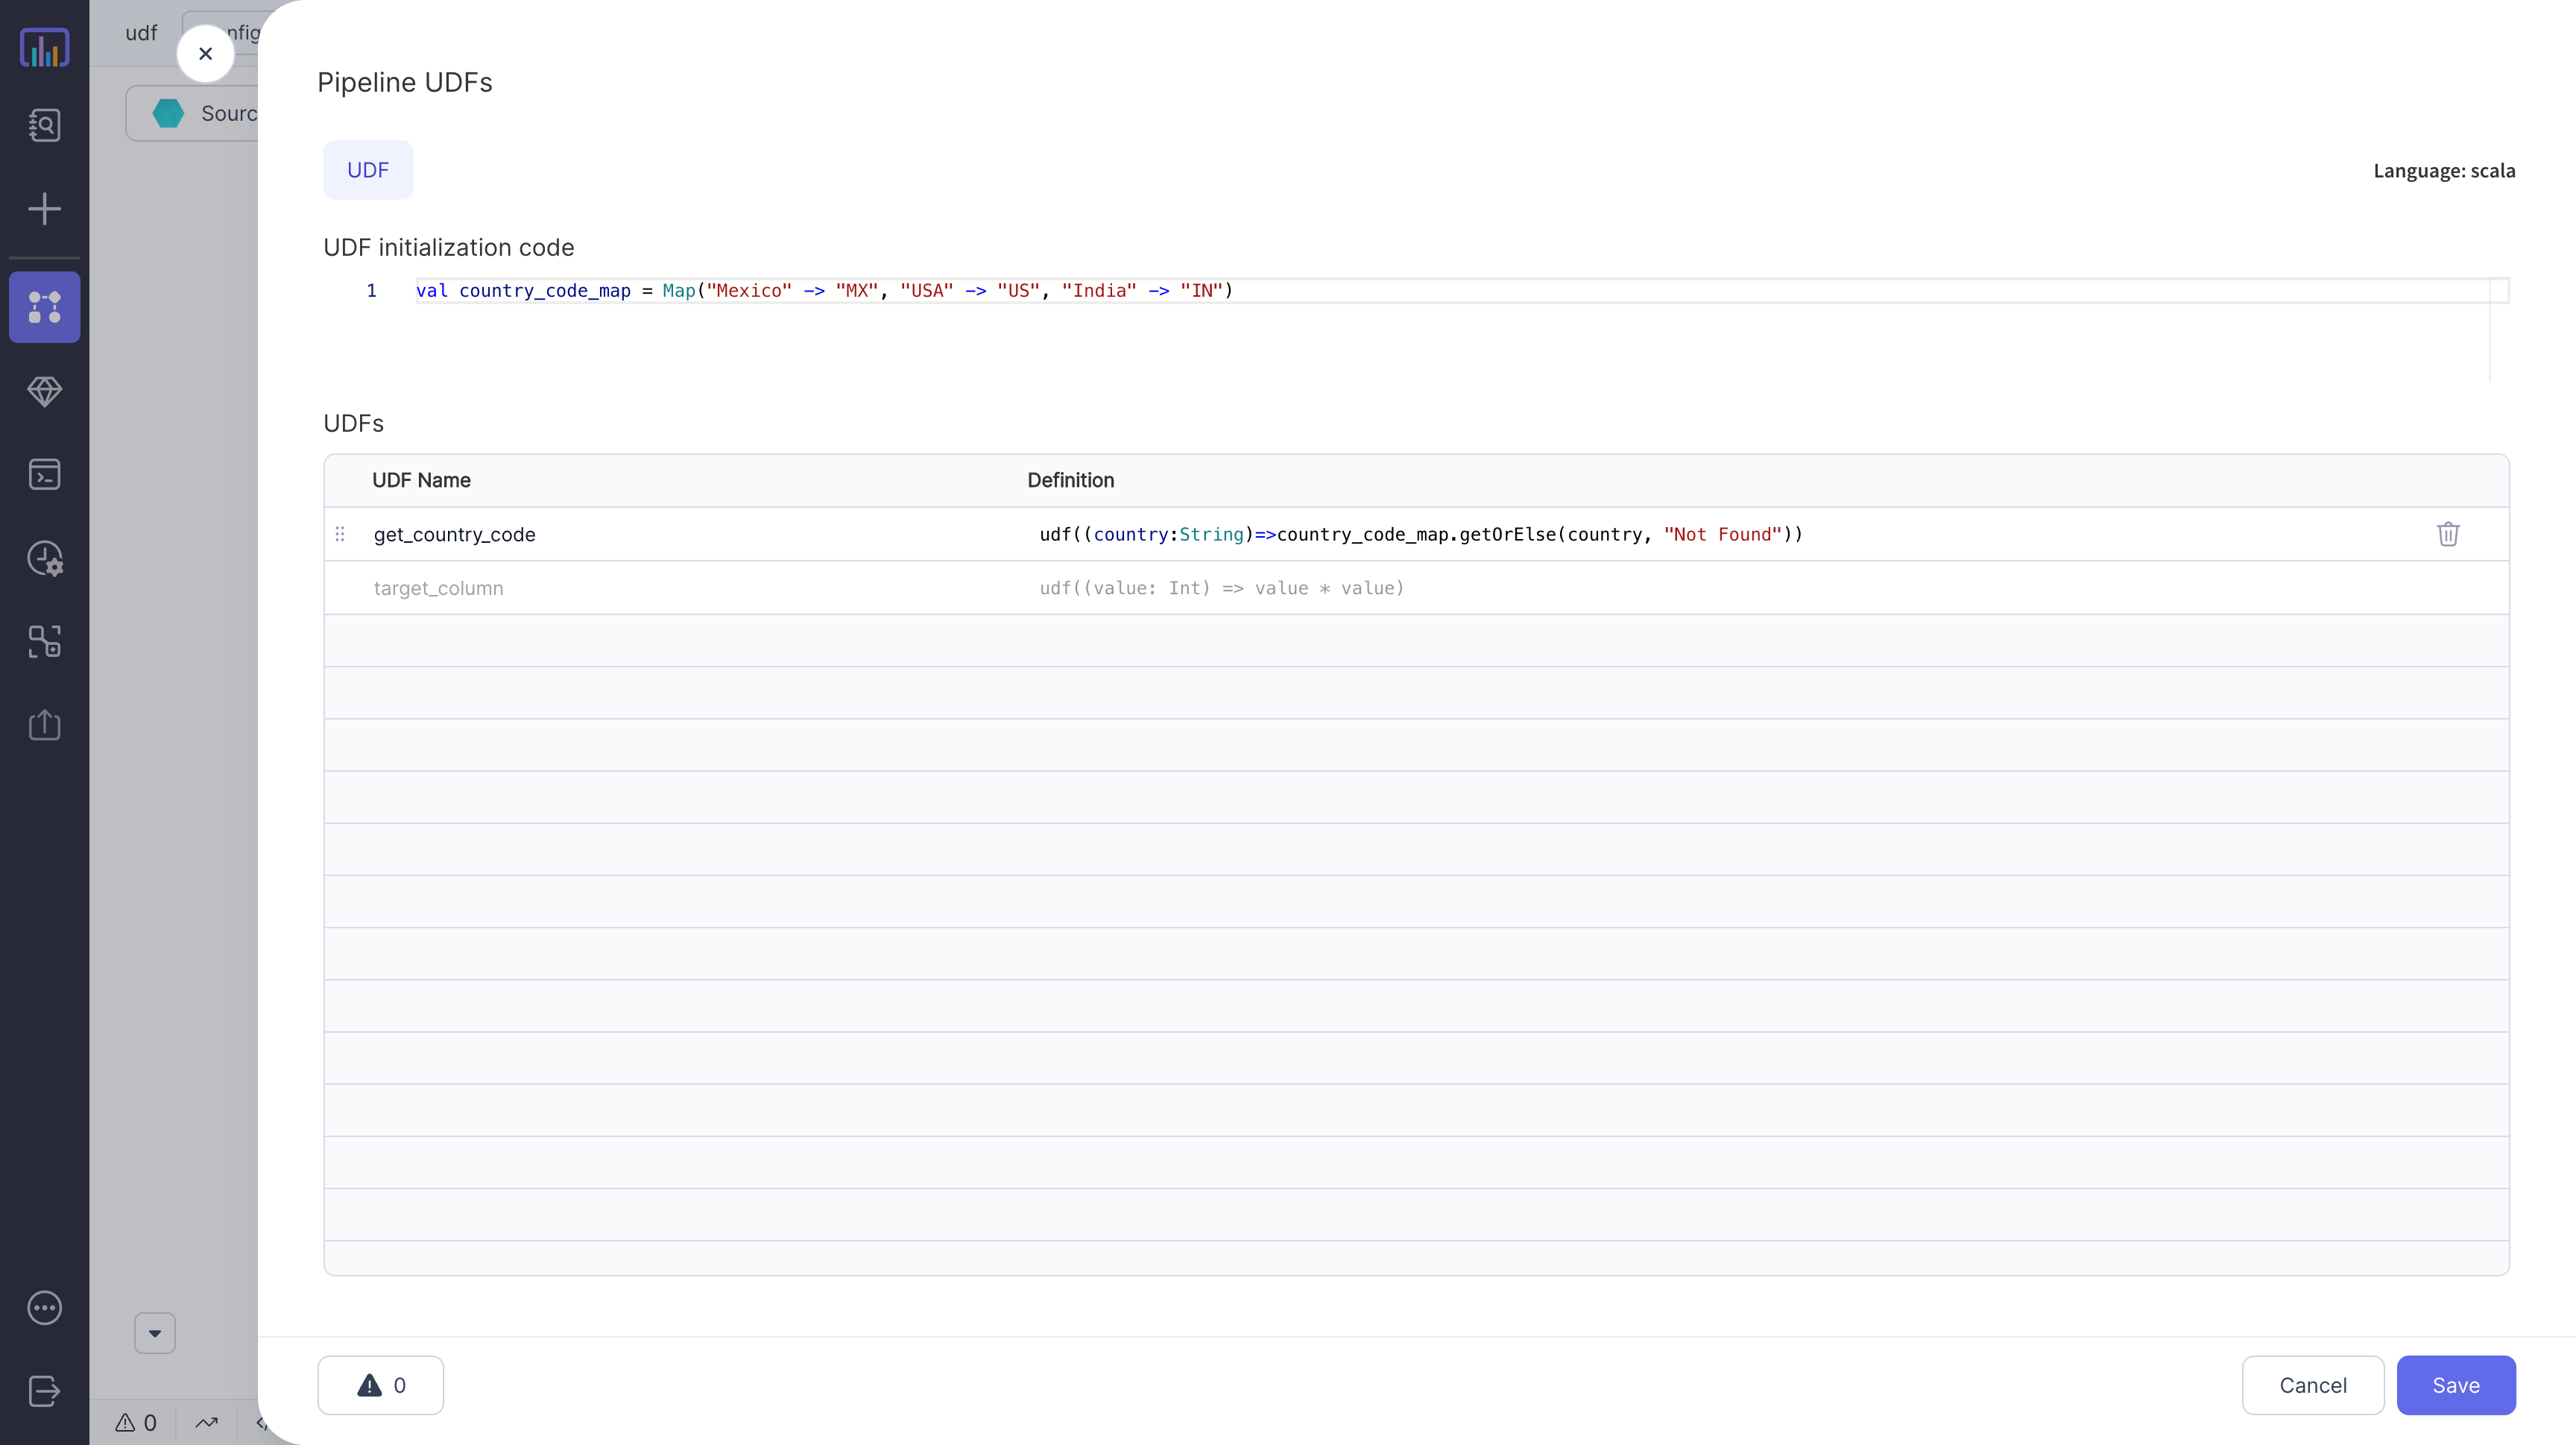 udf
nfig
Pipeline UDFs
Sourc
UDF
Language: scala
UDF initialization code
1 val country_code_map = Map("Mexico" -> "MX", "USA" -> "US", "India" -> "IN")
UDFs
UDF Name Definition
get_country_code udf((country:String)=>country_code_map.getOrElse(country, "Not Found"))
target_column udf((value: Int) => value * value)
0 Cancel Save
0